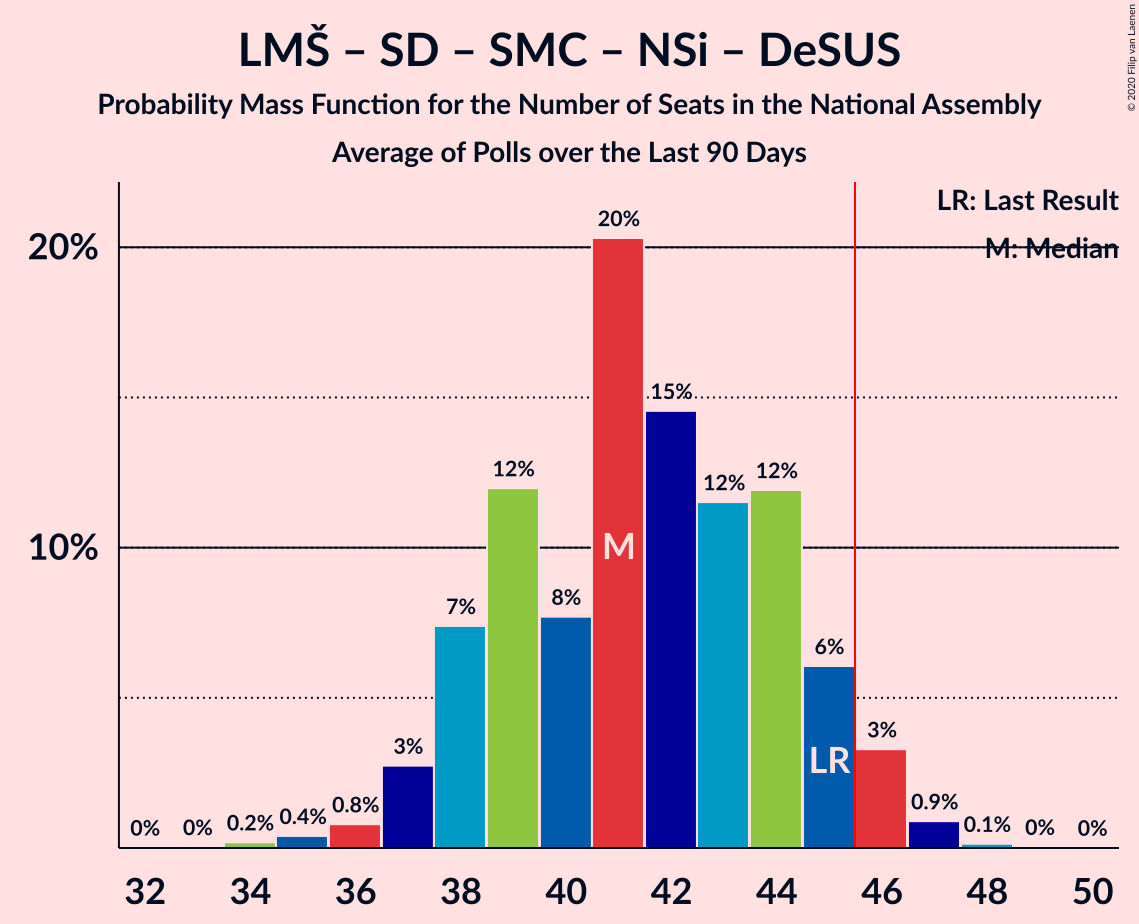 LMŠ – SD – SMC – NSi – DeSUS
Probability Mass Function for the Number of Seats in the National Assembly
Average of Polls over the Last 90 Days
© 2020 Filip van Laenen
LR: Last Result
M: Median
20%
10%
0%
0%
0.2%
0.4%
0.8%
3%
7%
12%
8%
20%
15%
12%
12%
6%
3%
0.9%
0.1%
0%
0%
M
LR
32 34 36 38 40 42 44 46 48 50